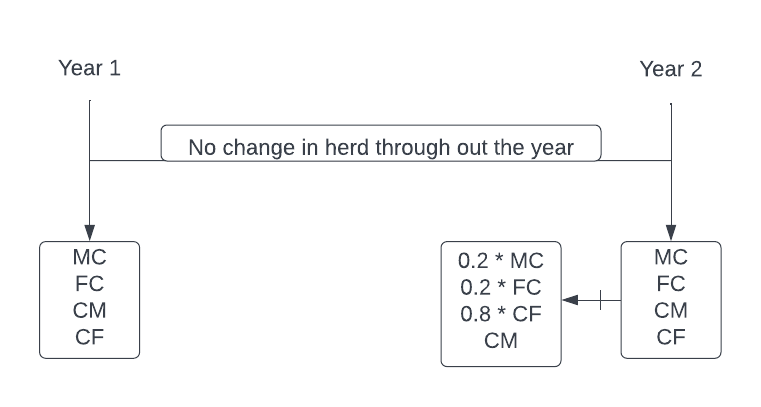 Year 1
Year 2
No change in herd through out the year
MC
FC
CM
CF
0.2 * MC
0.2 * FC
0.8 * CF
CM
MC
FC
CM
CF